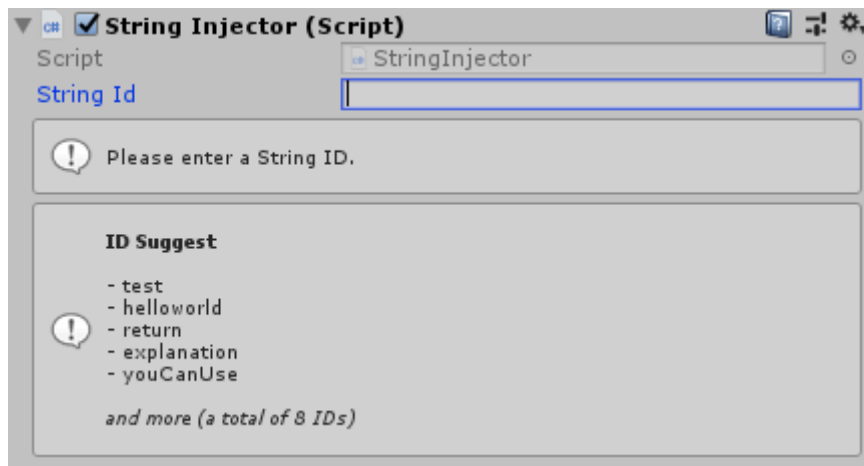 String Injector (Script)
Script StringInjector
String Id
Please enter a String ID.
ID Suggest
- test
- helloworld
- return
- explanation
- youCanUse
and more (a total of 8 IDs)